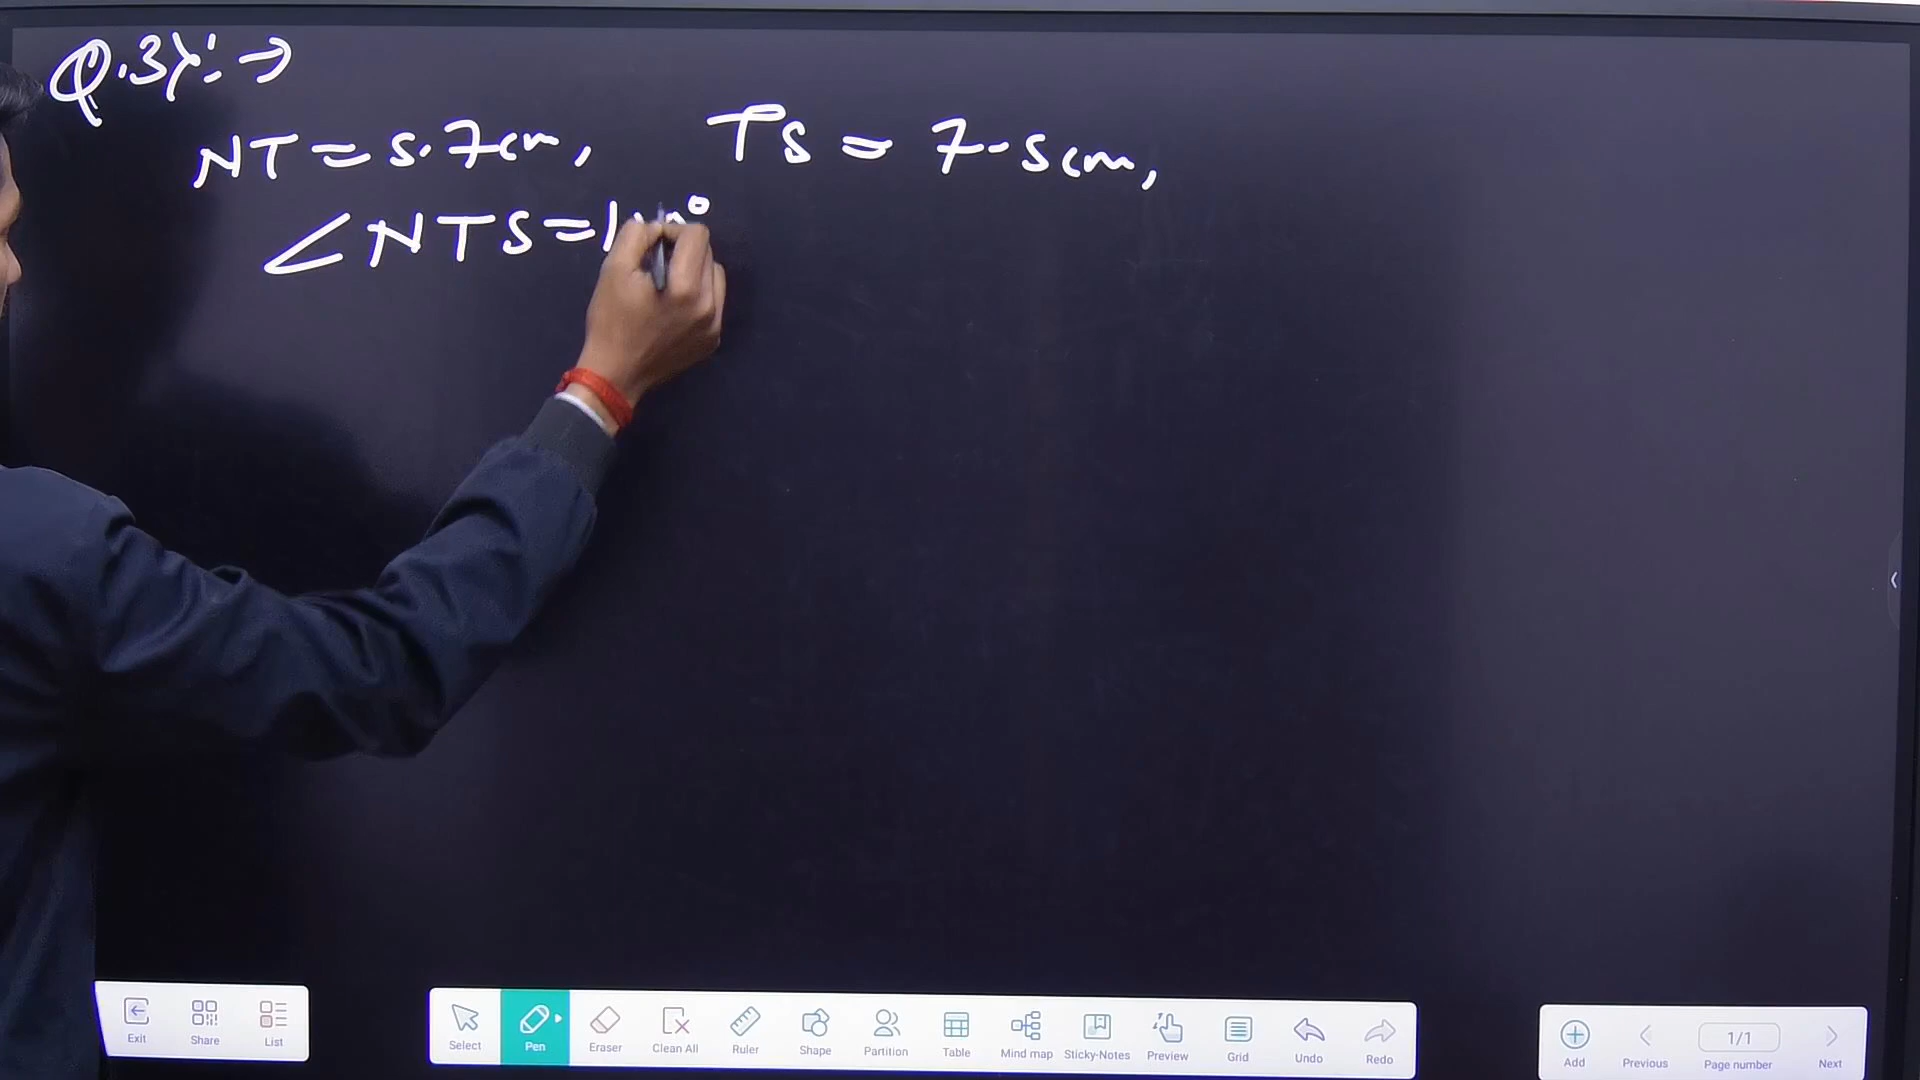 Q.3):→
NT = 5.7cm, TS = 7.5cm,
∠NTS =
Exit Share List
Select Pen Eraser Clean All Ruler Shape Partition Table Mind map Sticky-Notes Preview Grid Undo Redo
Add Previous 1/1 Page number Next